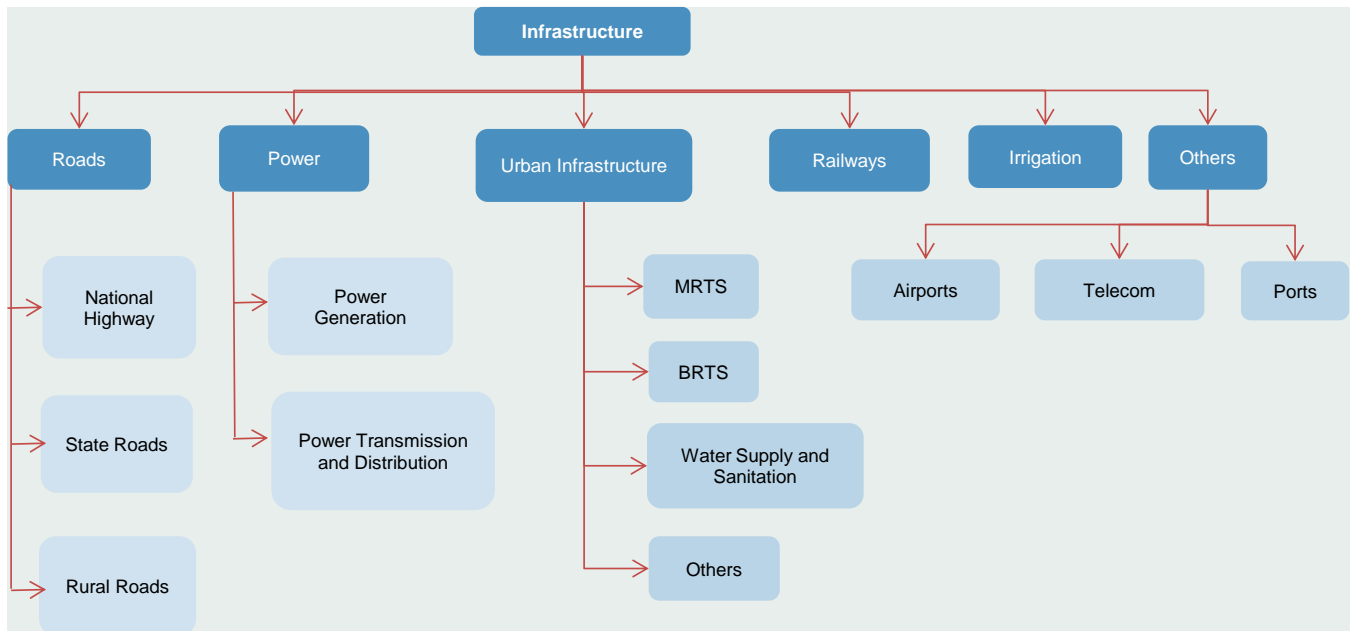 Infrastructure
Roads
Power
Urban Infrastructure
Railways
Irrigation
Others
National
Highway
State Roads
Rural Roads
Power
Generation
Power Transmission
and Distribution
MRTS
BRTS
Water Supply and
Sanitation
Others
Airports
Telecom
Ports